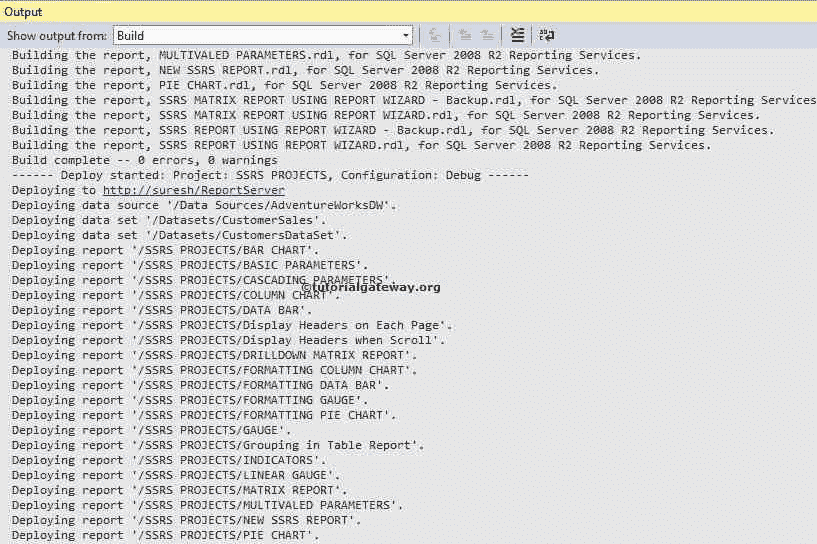 Output
Show output from: Build
Building the report, MULTIVALED PARAMETERS.rdl, for SQL Server 2008 R2 Reporting Services.
Building the report, NEW SSRS REPORT.rdl, for SQL Server 2008 R2 Reporting Services.
Building the report, PIE CHART.rdl, for SQL Server 2008 R2 Reporting Services.
Building the report, SSRS MATRIX REPORT USING REPORT WIZARD - Backup.rdl, for SQL Server 2008 R2 Reporting Services
Building the report, SSRS MATRIX REPORT USING REPORT WIZARD.rdl, for SQL Server 2008 R2 Reporting Services.
Building the report, SSRS REPORT USING REPORT WIZARD - Backup.rdl, for SQL Server 2008 R2 Reporting Services.
Building the report, SSRS REPORT USING REPORT WIZARD.rdl, for SQL Server 2008 R2 Reporting Services.
Build complete -- 0 errors, 0 warnings
------ Deploy started: Project: SSRS PROJECTS, Configuration: Debug ------
Deploying to http://suresh/ReportServer
Deploying data source '/Data Sources/AdventureWorksDW'.
Deploying data set '/Datasets/CustomerSales'.
Deploying data set '/Datasets/CustomersDataSet'.
Deploying report '/SSRS PROJECTS/BAR CHART'.
Deploying report '/SSRS PROJECTS/BASIC PARAMETERS'.
Deploying report '/SSRS PROJECTS/CASCADING PARAMETERS'.
©tutorialgateway.org
Deploying report '/SSRS PROJECTS/COLUMN CHART'.
Deploying report '/SSRS PROJECTS/DATA BAR'.
Deploying report '/SSRS PROJECTS/Display Headers on Each Page'.
Deploying report '/SSRS PROJECTS/Display Headers when Scroll'.
Deploying report '/SSRS PROJECTS/DRILLDOWN MATRIX REPORT'.
Deploying report '/SSRS PROJECTS/FORMATTING COLUMN CHART'.
Deploying report '/SSRS PROJECTS/FORMATTING DATA BAR'.
Deploying report '/SSRS PROJECTS/FORMATTING GAUGE'.
Deploying report '/SSRS PROJECTS/FORMATTING PIE CHART'.
Deploying report '/SSRS PROJECTS/GAUGE'.
Deploying report '/SSRS PROJECTS/Grouping in Table Report'.
Deploying report '/SSRS PROJECTS/INDICATORS'.
Deploying report '/SSRS PROJECTS/LINEAR GAUGE'.
Deploying report '/SSRS PROJECTS/MATRIX REPORT'.
Deploying report '/SSRS PROJECTS/MULTIVALED PARAMETERS'.
Deploying report '/SSRS PROJECTS/NEW SSRS REPORT'.
Deploying report '/SSRS PROJECTS/PIE CHART'.